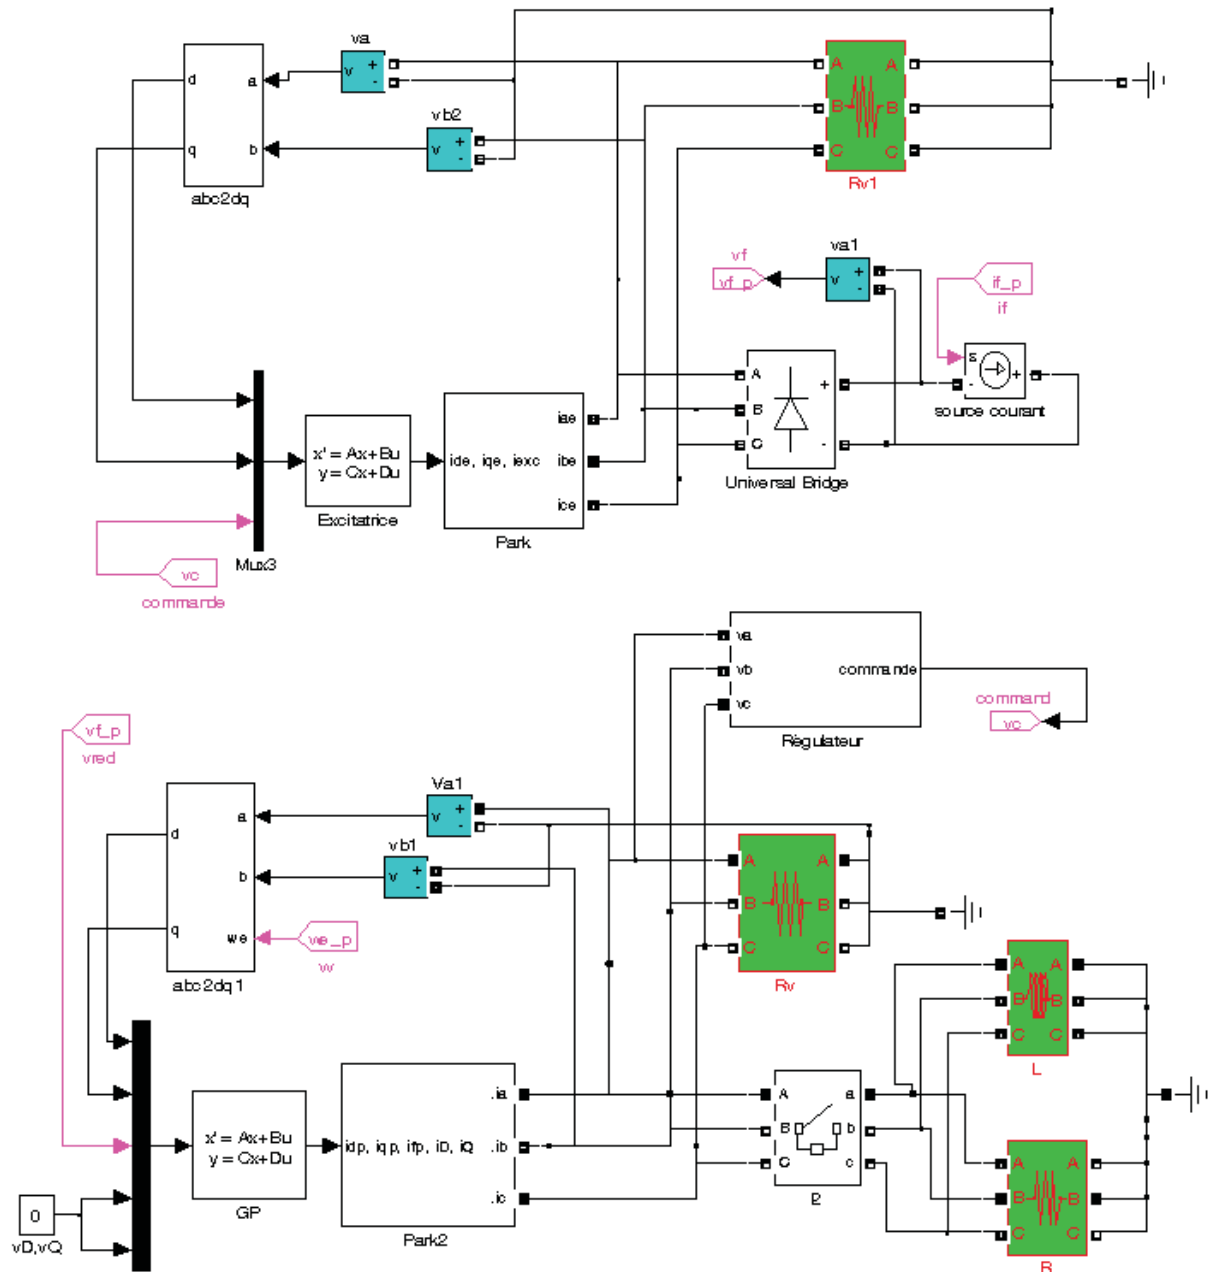 va
d
a
v
+
-
vb2
q
b
v
+
-
abc2dq
A
A
B
B
C
C
Rv1
vf
vf_p
va1
v
+
-
if_p
if
s
-
+
source courant
A
B
C
+
-
Universal Bridge
x' = Ax+Bu
y = Cx+Du
Excitatrice
ide, iqe, iexc
iae
ibe
ice
Park
Mux3
vc
commande
va
vb
vc
commande
Régulateur
command
vc
vf_p
vred
Va1
v
+
-
vb1
v
+
-
d
a
b
q
we
abc2dq1
we_p
w
A
A
B
B
C
C
Rv
A
A
B
B
C
C
L
x' = Ax+Bu
y = Cx+Du
GP
idp, iqp, ifp, iD, iQ
.ia
.ib
.ic
Park2
A
a
B
b
C
c
A
A
B
B
C
C
R
0
vD,vQ